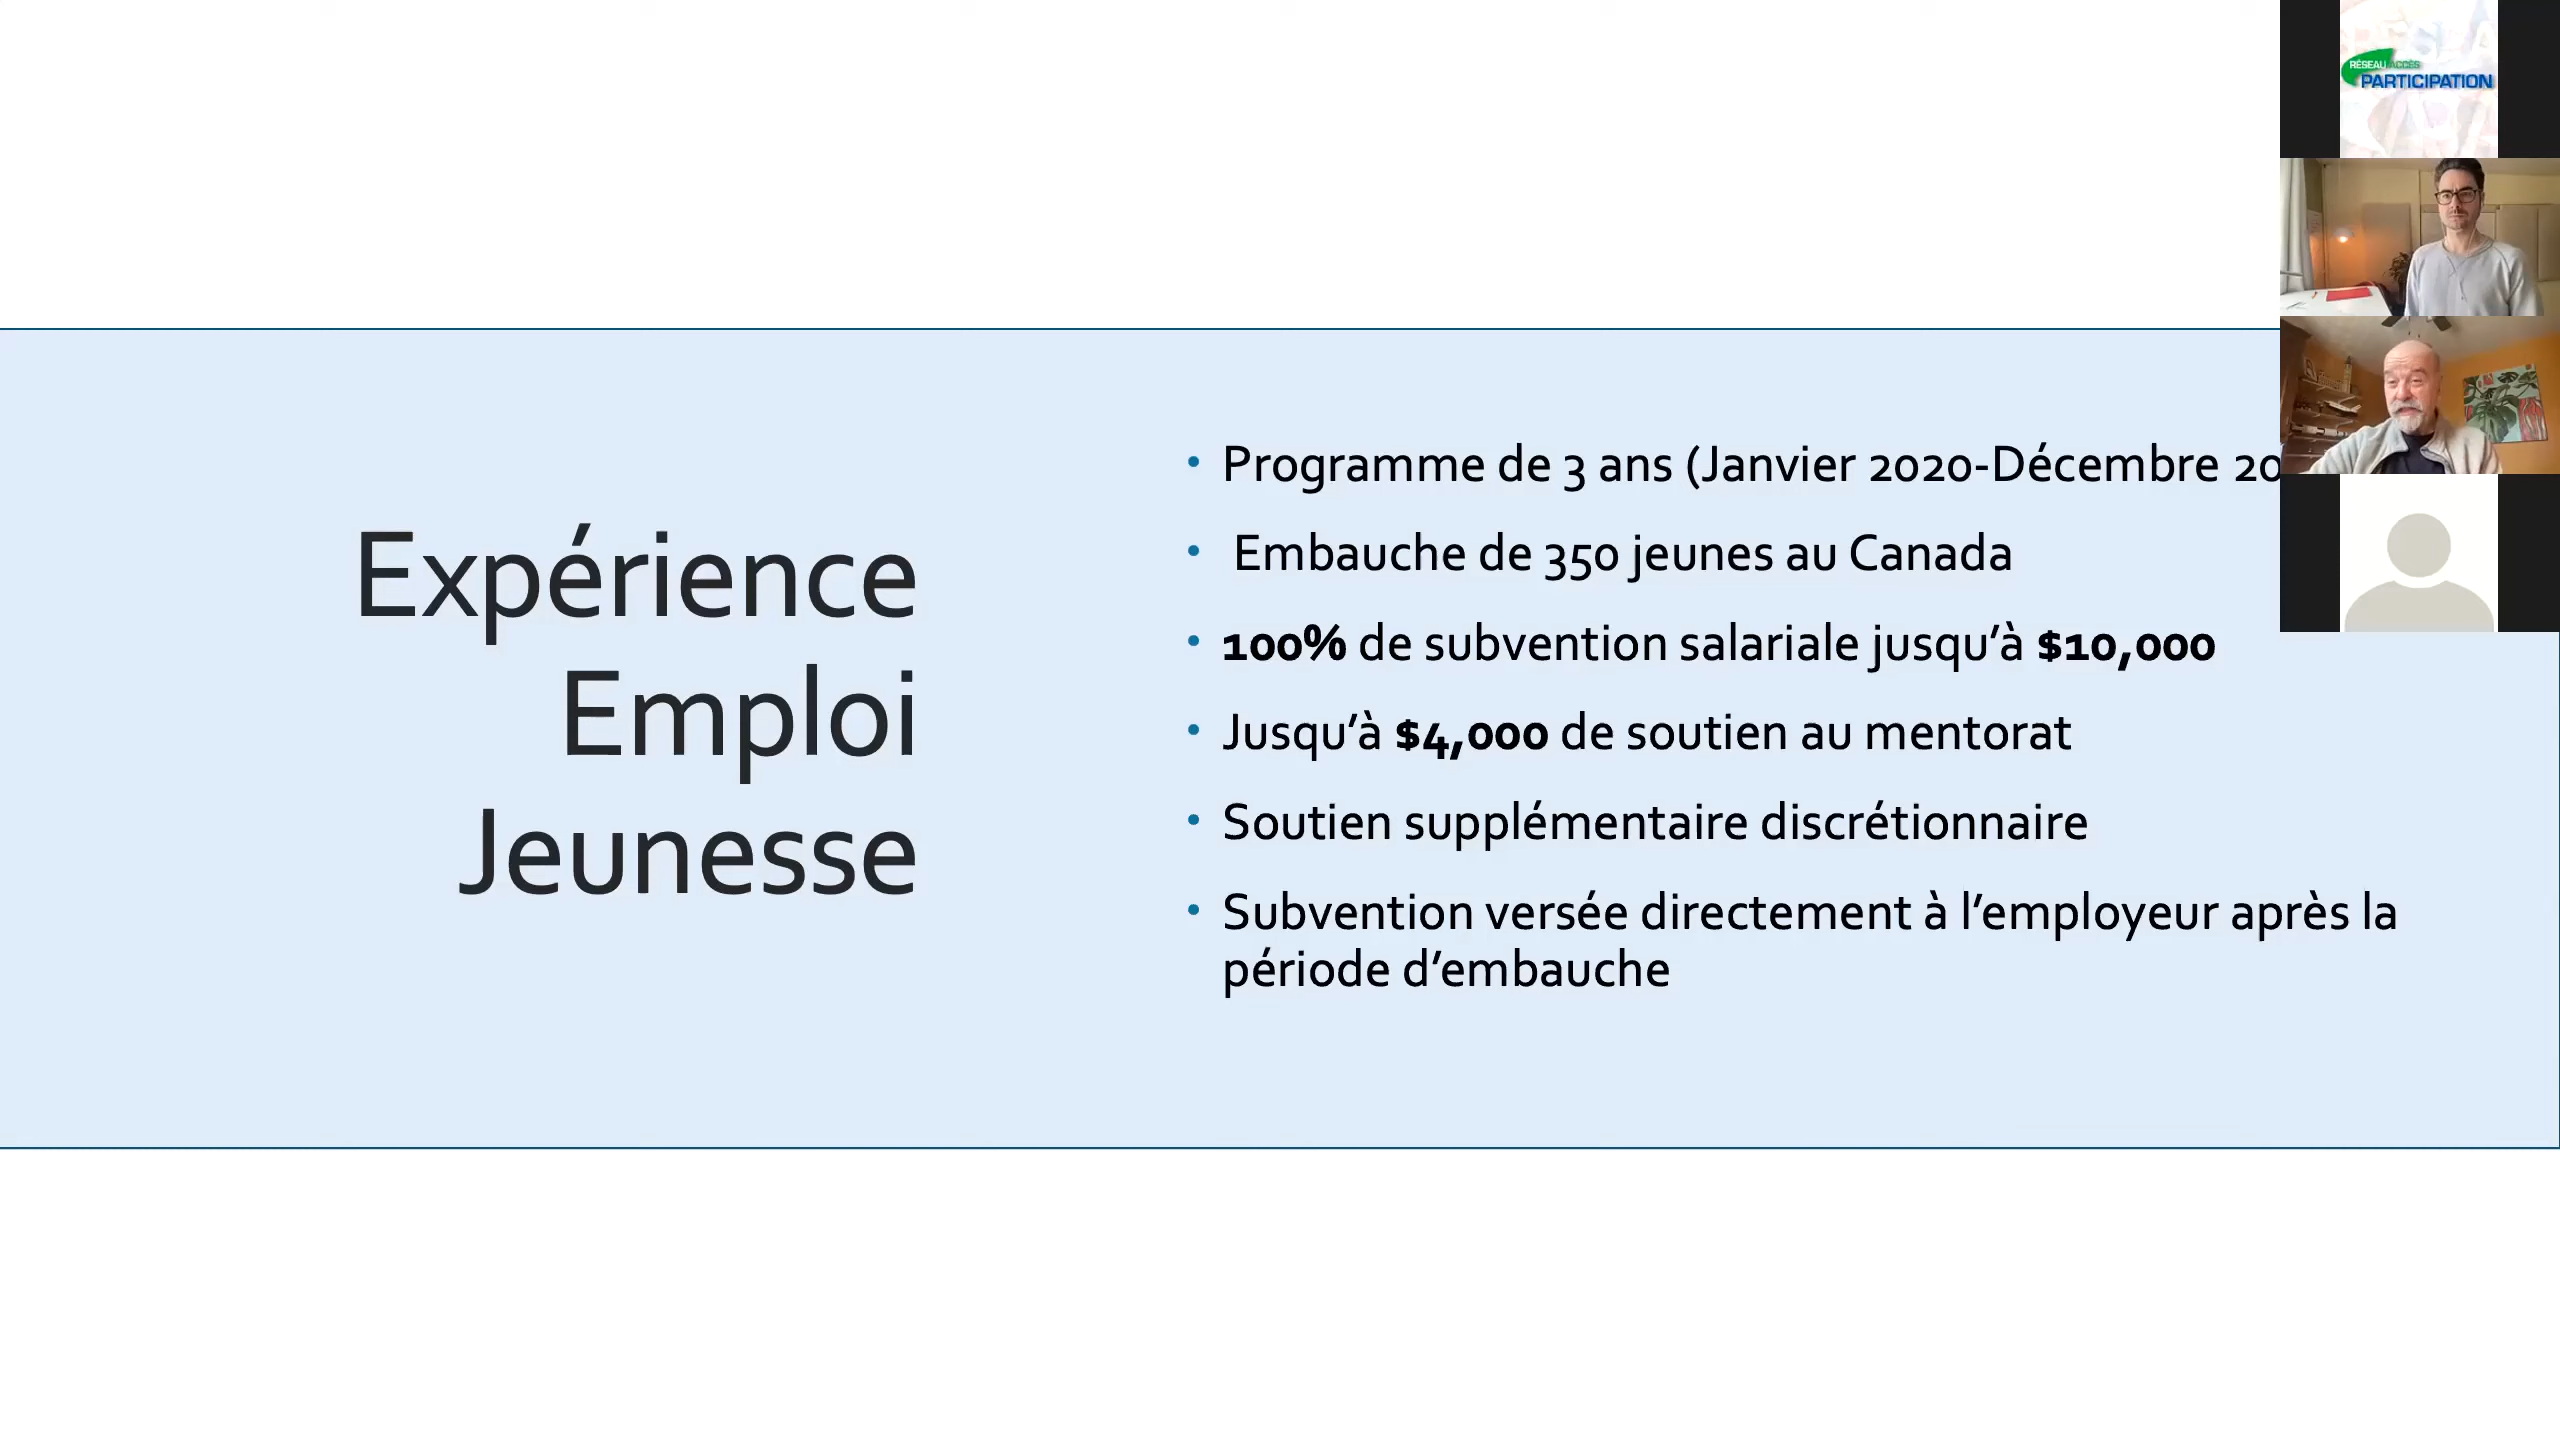 RÉSEAU ACCÈS
PARTICIPATION
Expérience
Emploi
Jeunesse
• Programme de 3 ans (Janvier 2020-Décembre
• Embauche de 350 jeunes au Canada
• 100% de subvention salariale jusqu’à $10,000
• Jusqu’à $4,000 de soutien au mentorat
• Soutien supplémentaire discrétionnaire
• Subvention versée directement à l’employeur après la
période d’embauche